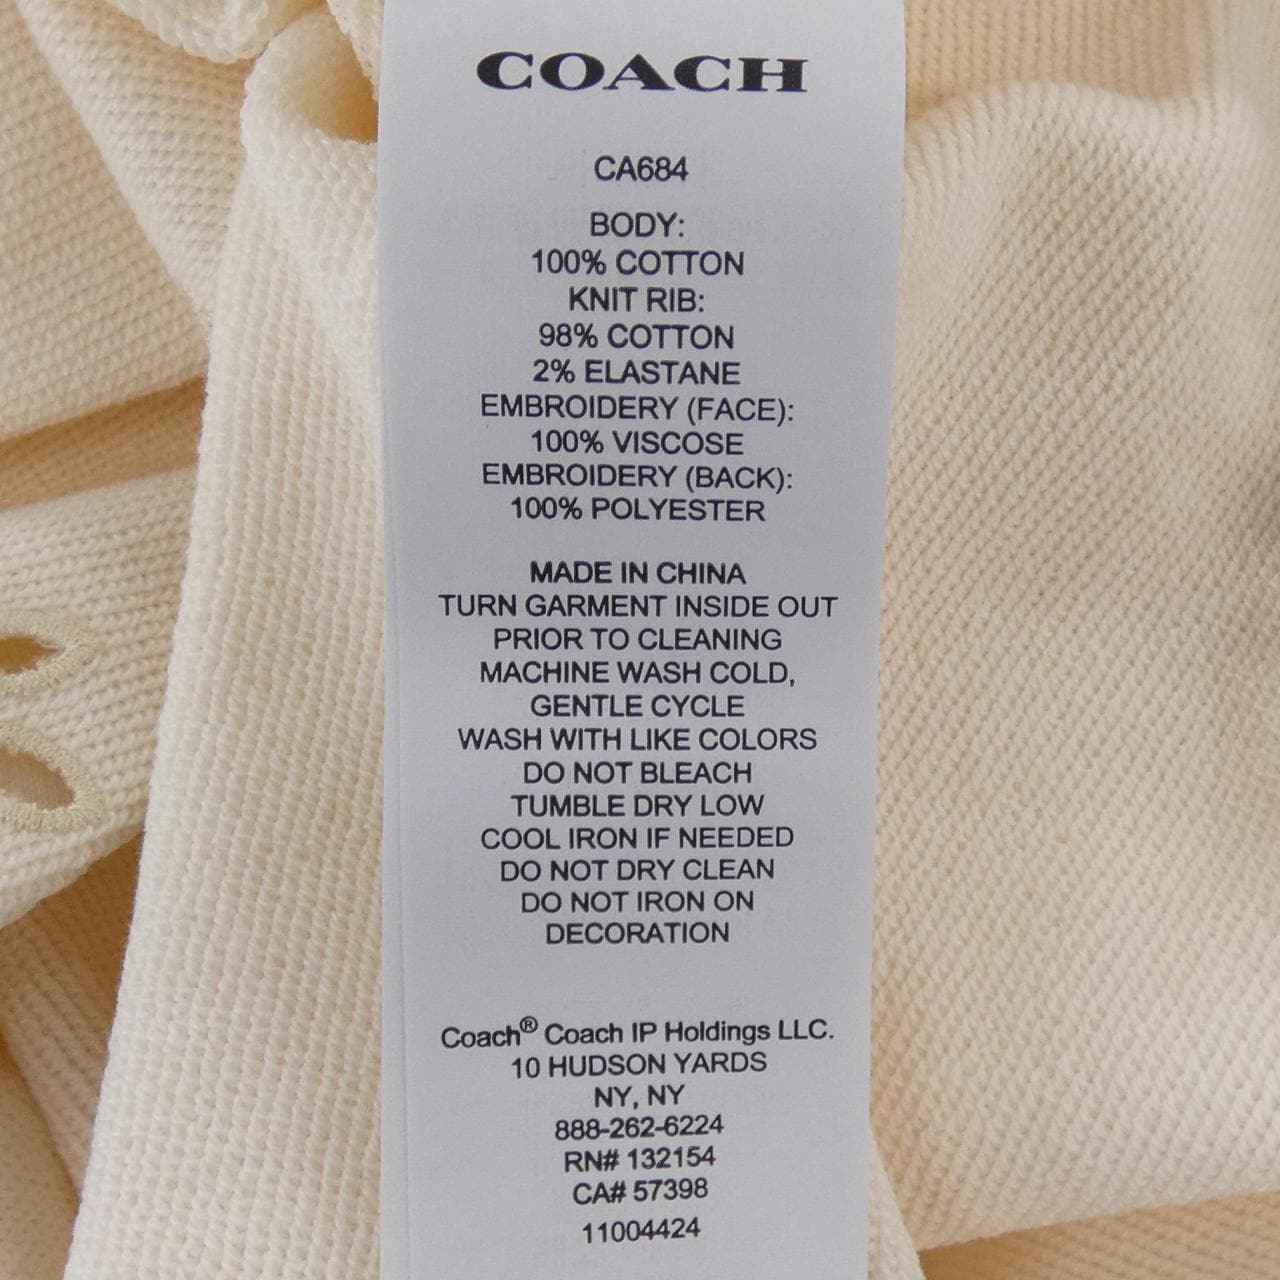 COACH
CA684
BODY:
100% COTTON
KNIT RIB:
98% COTTON
2% ELASTANE
EMBROIDERY (FACE):
100% VISCOSE
EMBROIDERY (BACK):
100% POLYESTER
MADE IN CHINA
TURN GARMENT INSIDE OUT
PRIOR TO CLEANING
MACHINE WASH COLD,
GENTLE CYCLE
WASH WITH LIKE COLORS
DO NOT BLEACH
TUMBLE DRY LOW
COOL IRON IF NEEDED
DO NOT DRY CLEAN
DO NOT IRON ON
DECORATION
Coach® Coach IP Holdings LLC.
10 HUDSON YARDS
NY, NY
888-262-6224
RN# 132154
CA# 57398
11004424